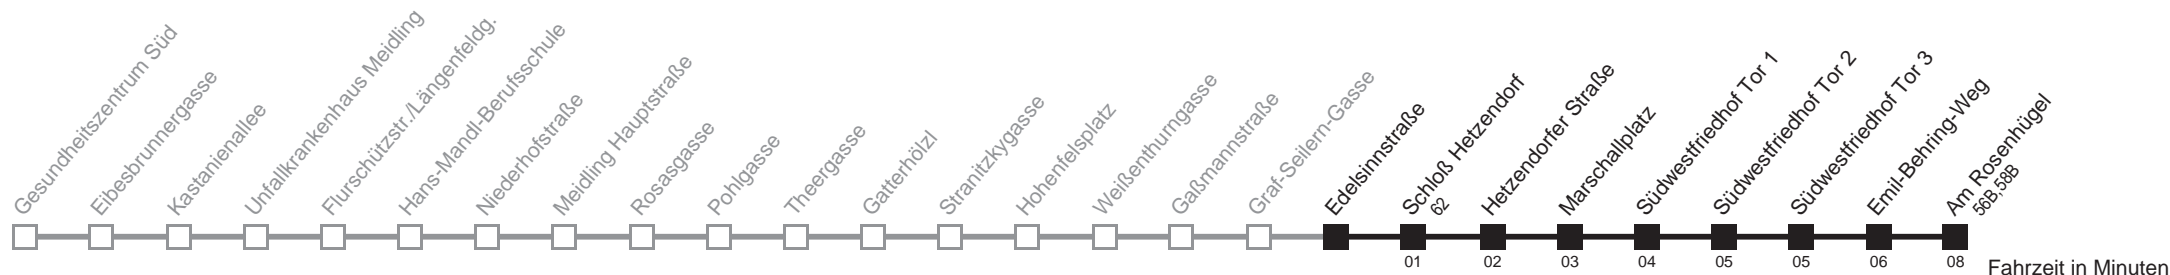 Gesundheitszentrum Süd
Eibesbrunnergasse
Kastanienallee
Unfallkrankenhaus Meidling
Flurschützstr./Längenfeldg.
Hans-Mandl-Berufsschule
Niederhofstraße
Meidling Hauptstraße
Rosasgasse
Pohlgasse
Theergasse
Gatterhölzl
Stranitzkygasse
Hohenfelsplatz
Weißenthurngasse
Gaßmannstraße
Graf-Seilern-Gasse
Edelsinnstraße
Schloß Hetzendorf
62
Hetzendorfer Straße
Marschallplatz
Südwestfriedhof Tor 1
Südwestfriedhof Tor 2
Südwestfriedhof Tor 3
Emil-Behring-Weg
Am Rosenhügel
56B,58B
01 02 03 04 05 05 06 08 Fahrzeit in Minuten